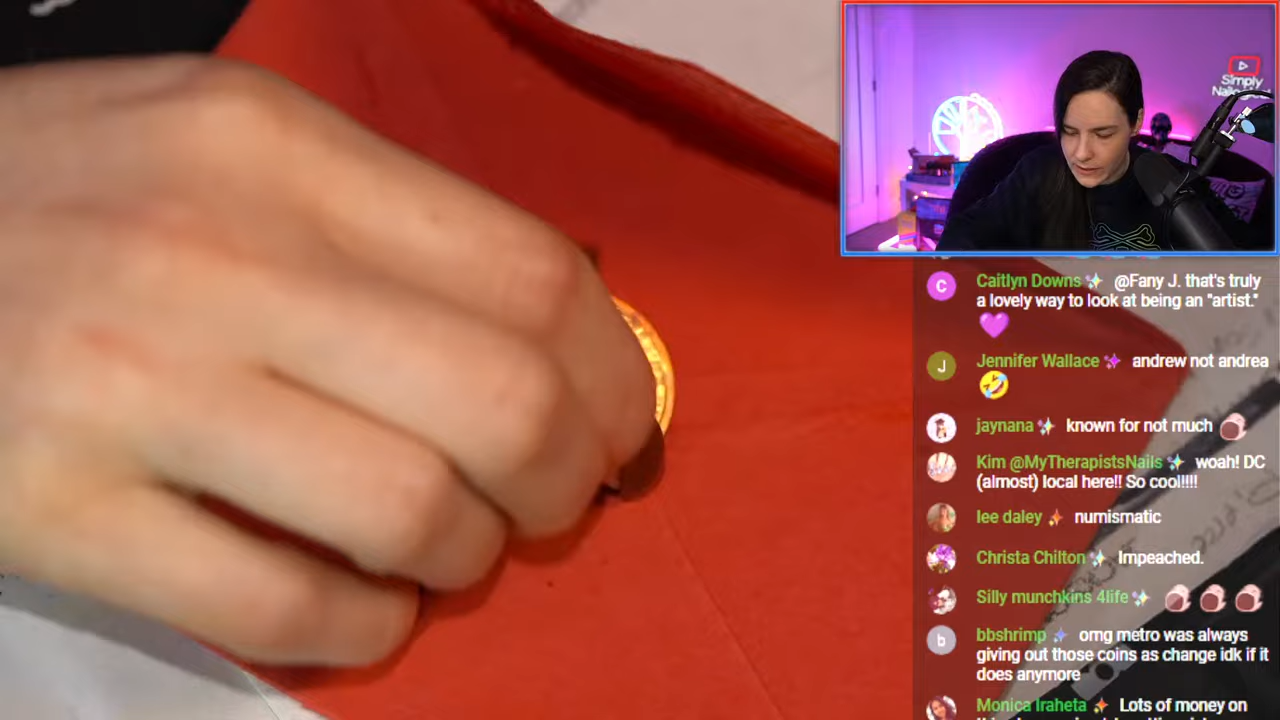 Simply
Caitlyn Downs @Fany J. that's truly
a lovely way to look at being an "artist."
Jennifer Wallace andrew not andrea
jaynana known for not much
Kim @MyTherapistsNails woah! DC
(almost) local here!! So cool!!!!
lee daley numismatic
Christa Chilton Impeached.
Silly munchkins 4life
bbshrimp omg metro was always
giving out those coins as change idk if it
does anymore
Monica Iraheta Lots of money on